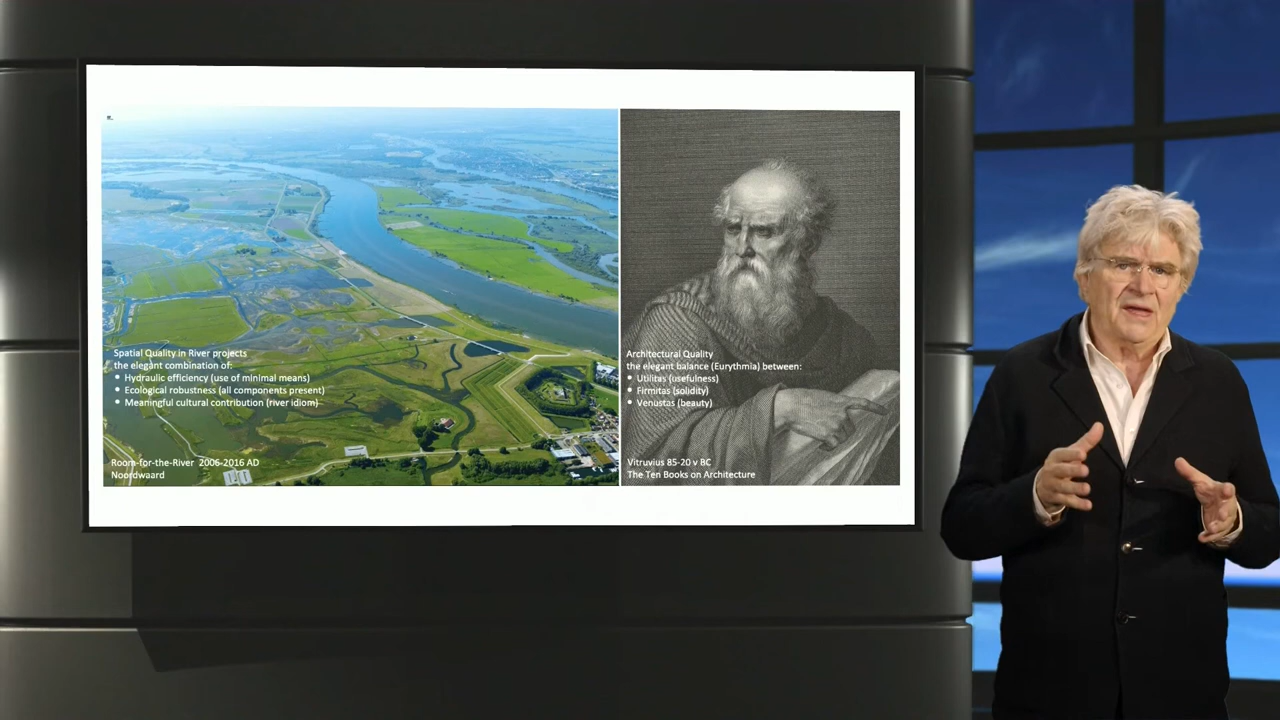 Spatial Quality in River projects
the elegant combination of:
• Hydraulic efficiency (use of minimal means)
• Ecological robustness (all components present)
• Meaningful cultural contribution (river idiom)
Room-for-the-River 2006-2016 AD
Noordwaard
Architectural Quality
the elegant balance (Eurythmia) between:
• Utilitas (usefulness)
• Firmitas (solidity)
• Venustas (beauty)
Vitruvius 85-20 v BC
The Ten Books on Architecture